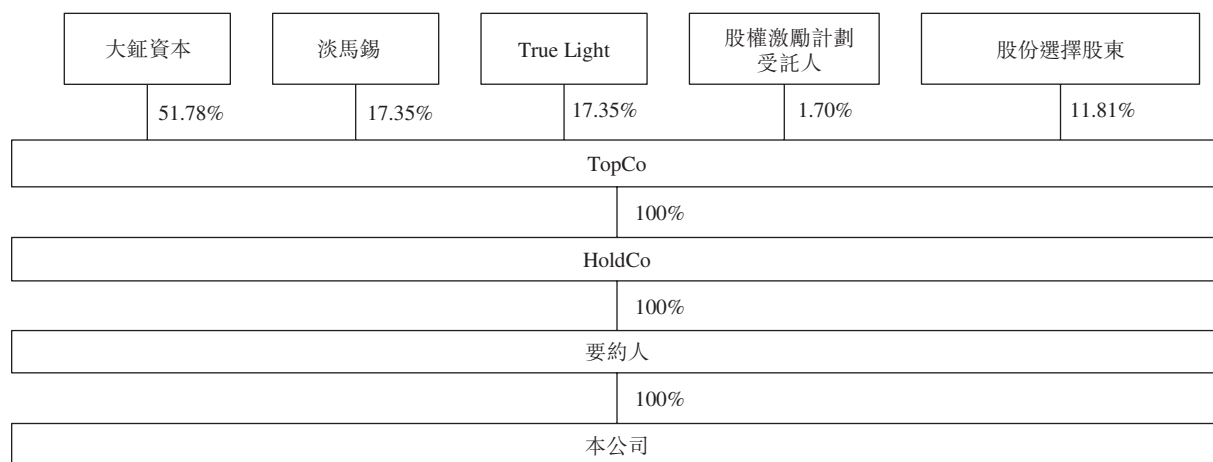 大鉦資本
淡馬錫
True Light
股權激勵計劃
受託人
股份選擇股東
51.78%
17.35%
17.35%
1.70%
11.81%
TopCo
100%
HoldCo
100%
要約人
100%
本公司